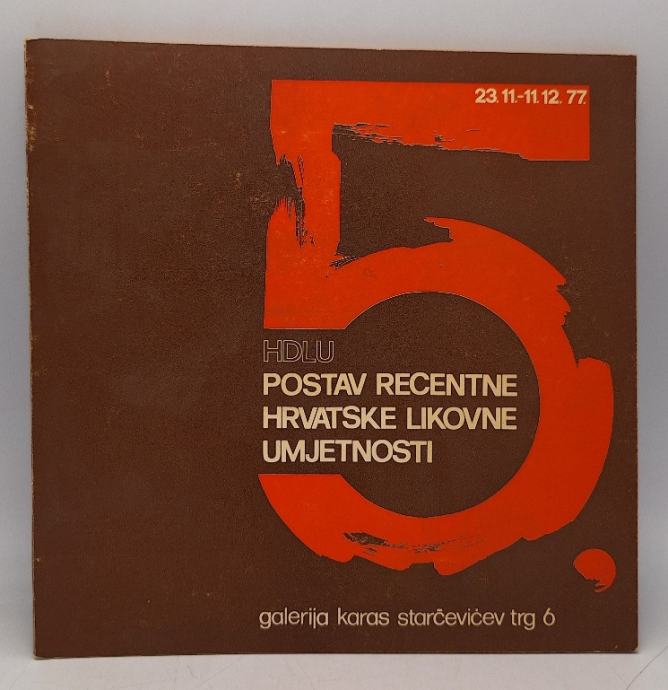 23.11.-11.12. 77.
5.
HDLU
POSTAV RECENTNE
HRVATSKE LIKOVNE
UMJETNOSTI
galerija karas starčevićev trg 6